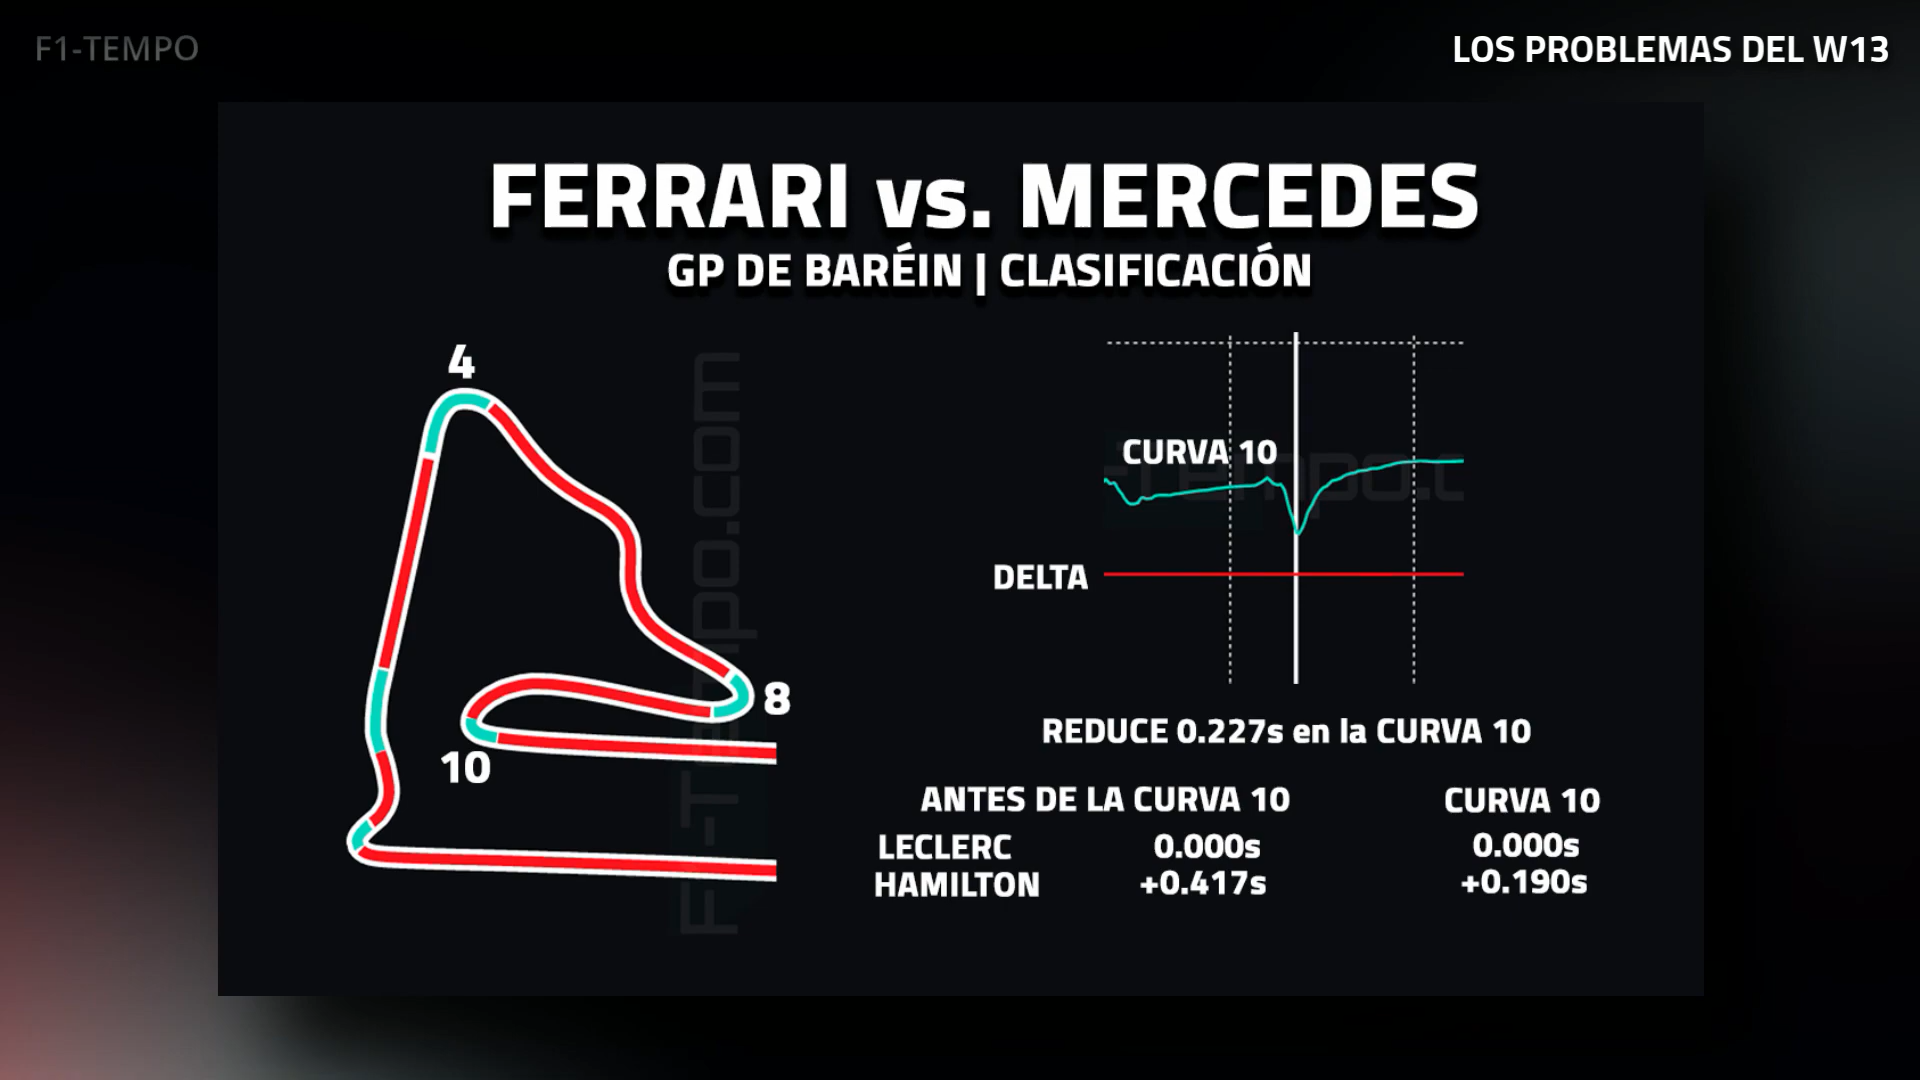 F1-TEMPO
LOS PROBLEMAS DEL W13
FERRARI vs. MERCEDES
GP DE BARÉIN | CLASIFICACIÓN
4
8
10
F1-Tempo.com
CURVA 10
DELTA
REDUCE 0.227s en la CURVA 10
ANTES DE LA CURVA 10 CURVA 10
LECLERC 0.000s 0.000s
HAMILTON +0.417s +0.190s